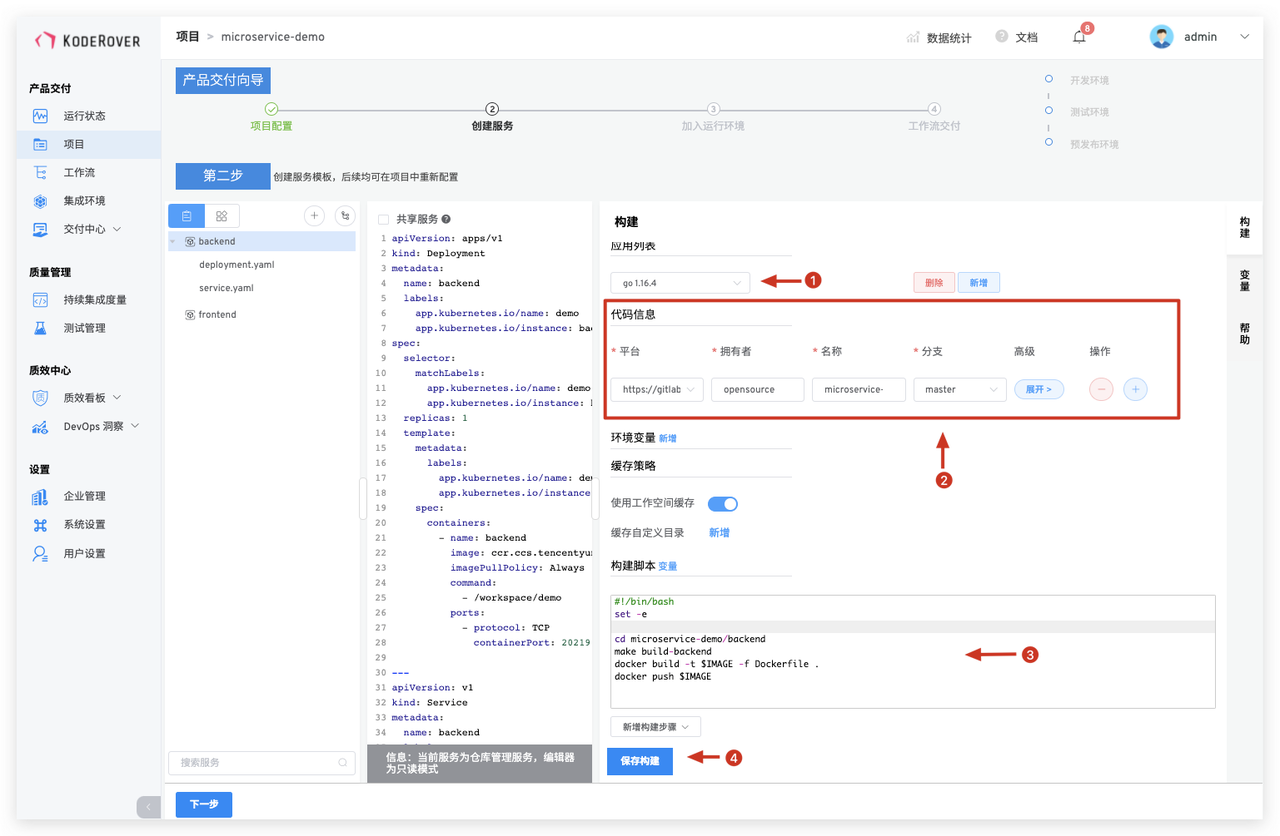 KODEROVER
项目 > microservice-demo
数据统计
文档
8
admin
产品交付
运行状态
项目
工作流
集成环境
交付中心
质量管理
持续集成度量
测试管理
质效中心
质效看板
DevOps 洞察
设置
企业管理
系统设置
用户设置
产品交付向导
项目配置
2
创建服务
3
加入运行环境
4
工作流交付
开发环境
测试环境
预发布环境
第二步 创建服务模板，后续均可在项目中重新配置
backend
deployment.yaml
service.yaml
frontend
搜索服务
共享服务
1 apiVersion: apps/v1
2 kind: Deployment
3 metadata:
4 name: backend
5 labels:
6 app.kubernetes.io/name: demo
7 app.kubernetes.io/instance: bac
8 spec:
9 selector:
10 matchLabels:
11 app.kubernetes.io/name: demo
12 app.kubernetes.io/instance:
13 replicas: 1
14 template:
15 metadata:
16 labels:
17 app.kubernetes.io/name: dem
18 app.kubernetes.io/instance
19 spec:
20 containers:
21 - name: backend
22 image: ccr.ccs.tencentyun
23 imagePullPolicy: Always
24 command:
25 - /workspace/demo
26 ports:
27 - protocol: TCP
28 containerPort: 20219
29
30 ---
31 apiVersion: v1
32 kind: Service
33 metadata:
34 name: backend
信息：当前服务为仓库管理服务，编辑器
为只读模式
构建
应用列表
go 1.16.4
1
删除
新增
代码信息
* 平台 * 拥有者 * 名称 * 分支 高级 操作
https://gitlab opensource microservice- master 展开 >
环境变量 新增
2
缓存策略
使用工作空间缓存
缓存自定义目录 新增
构建脚本 变量
#!/bin/bash
set -e
cd microservice-demo/backend
make build-backend
docker build -t $IMAGE -f Dockerfile .
docker push $IMAGE
3
新增构建步骤
保存构建
4
构建
变量
帮助
下一步